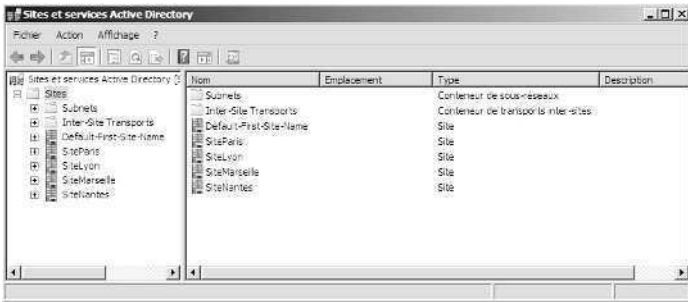 Sites et services Active Directory
Fichier Action Affichage ?
Sites et services Active Directory [S
Sites
Subnets
Inter-Site Transports
Default-First-Site-Name
SiteParis
SiteLyon
SiteMarseille
SiteNantes
Nom Emplacement Type Description
Subnets Conteneur de sous-réseaux
Inter-Site Transports Conteneur de transports inter-sites
Default-First-Site-Name Site
SiteParis Site
SiteLyon Site
SiteMarseille Site
SiteNantes Site